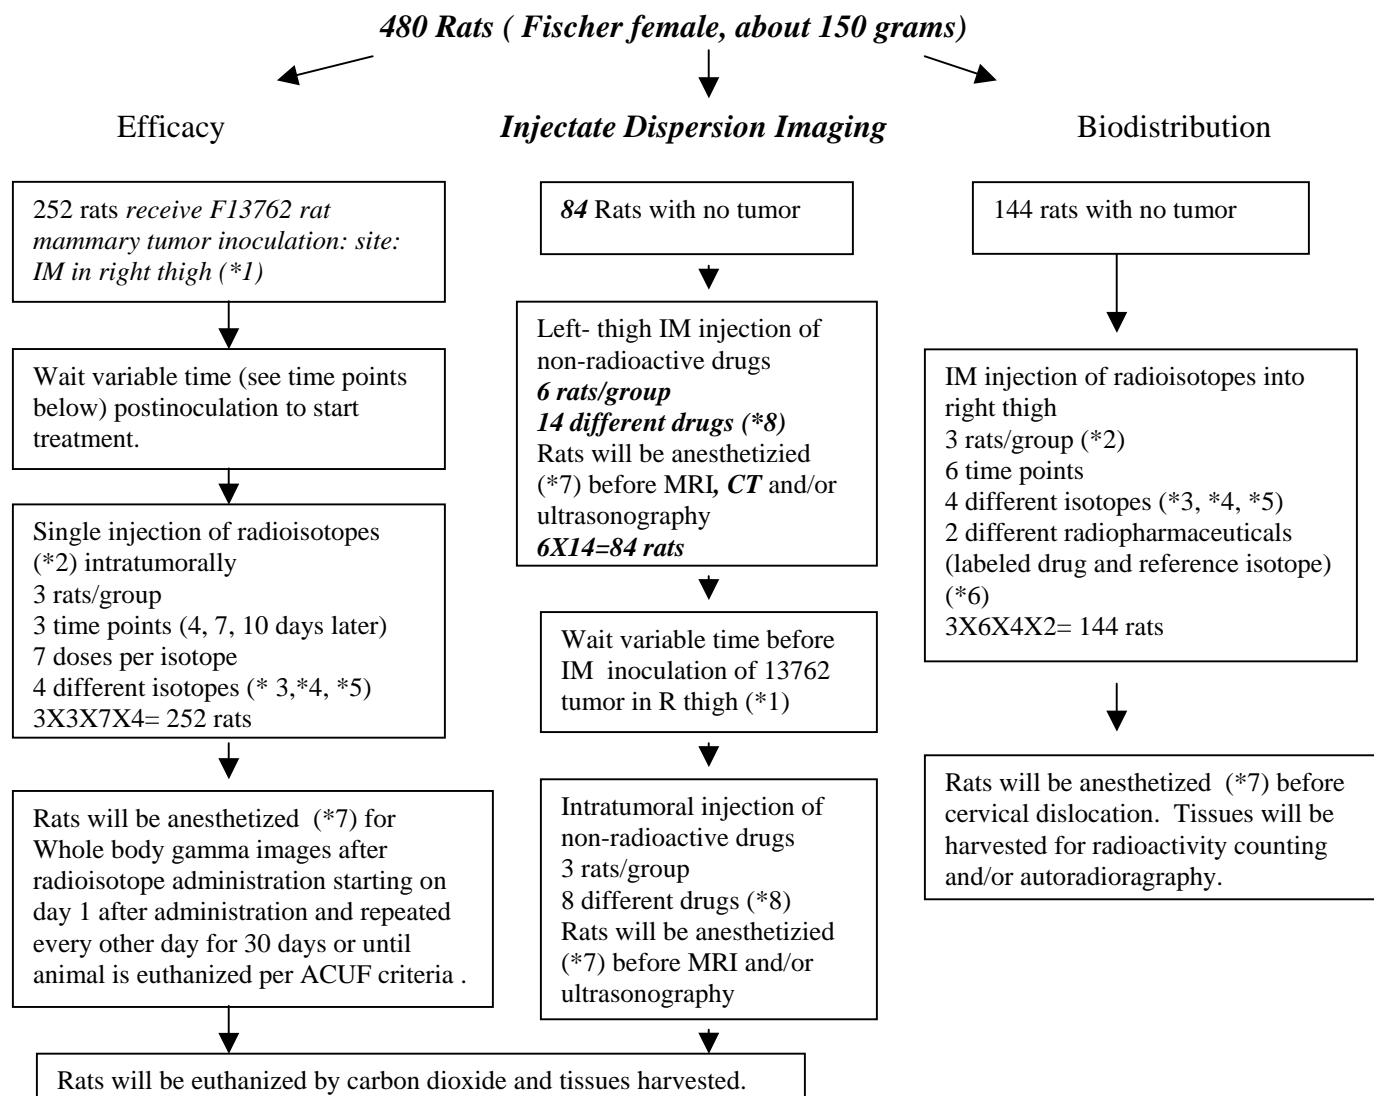 480 Rats ( Fischer female, about 150 grams)
Efficacy
Injectate Dispersion Imaging
Biodistribution
252 rats receive F13762 rat
mammary tumor inoculation: site:
IM in right thigh (*1)
Wait variable time (see time points
below) postinoculation to start
treatment.
Single injection of radioisotopes
(*2) intratumorally
3 rats/group
3 time points (4, 7, 10 days later)
7 doses per isotope
4 different isotopes (* 3,*4, *5)
3X3X7X4= 252 rats
Rats will be anesthetized  (*7) for
Whole body gamma images after
radioisotope administration starting on
day 1 after administration and repeated
every other day for 30 days or until
animal is euthanized per ACUF criteria .
84 Rats with no tumor
Left- thigh IM injection of
non-radioactive drugs
6 rats/group
14 different drugs (*8)
Rats will be anesthetizied
(*7) before MRI, CT and/or
ultrasonography
6X14=84 rats
Wait variable time before
IM  inoculation of 13762
tumor in R thigh (*1)
Intratumoral injection of
non-radioactive drugs
3 rats/group
8 different drugs (*8)
Rats will be anesthetizied
(*7) before MRI and/or
ultrasonography
144 rats with no tumor
IM injection of radioisotopes into
right thigh
3 rats/group (*2)
6 time points
4 different isotopes (*3, *4, *5)
2 different radiopharmaceuticals
(labeled drug and reference isotope)
(*6)
3X6X4X2= 144 rats
Rats will be anesthetized  (*7) before
cervical dislocation.  Tissues will be
harvested for radioactivity counting
and/or autoradioragraphy.
Rats will be euthanized by carbon dioxide and tissues harvested.